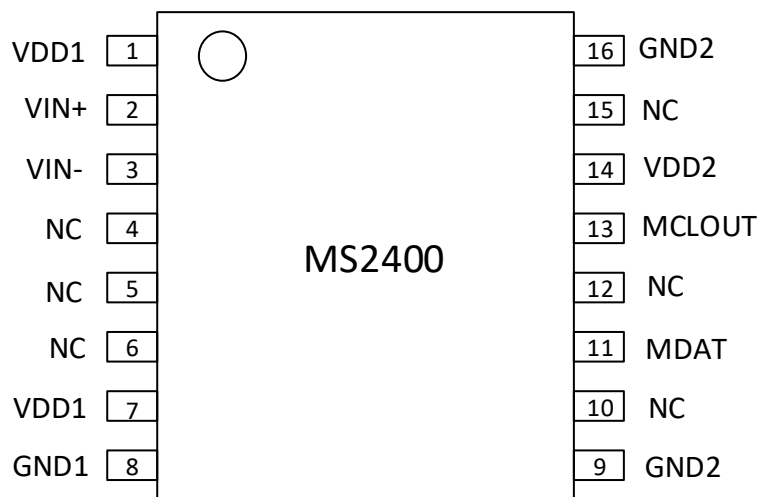 VDD1 1 16 GND2
VIN+ 2 15 NC
VIN- 3 14 VDD2
NC 4 13 MCLOUT
MS2400
NC 5 12 NC
NC 6 11 MDAT
VDD1 7 10 NC
GND1 8 9 GND2